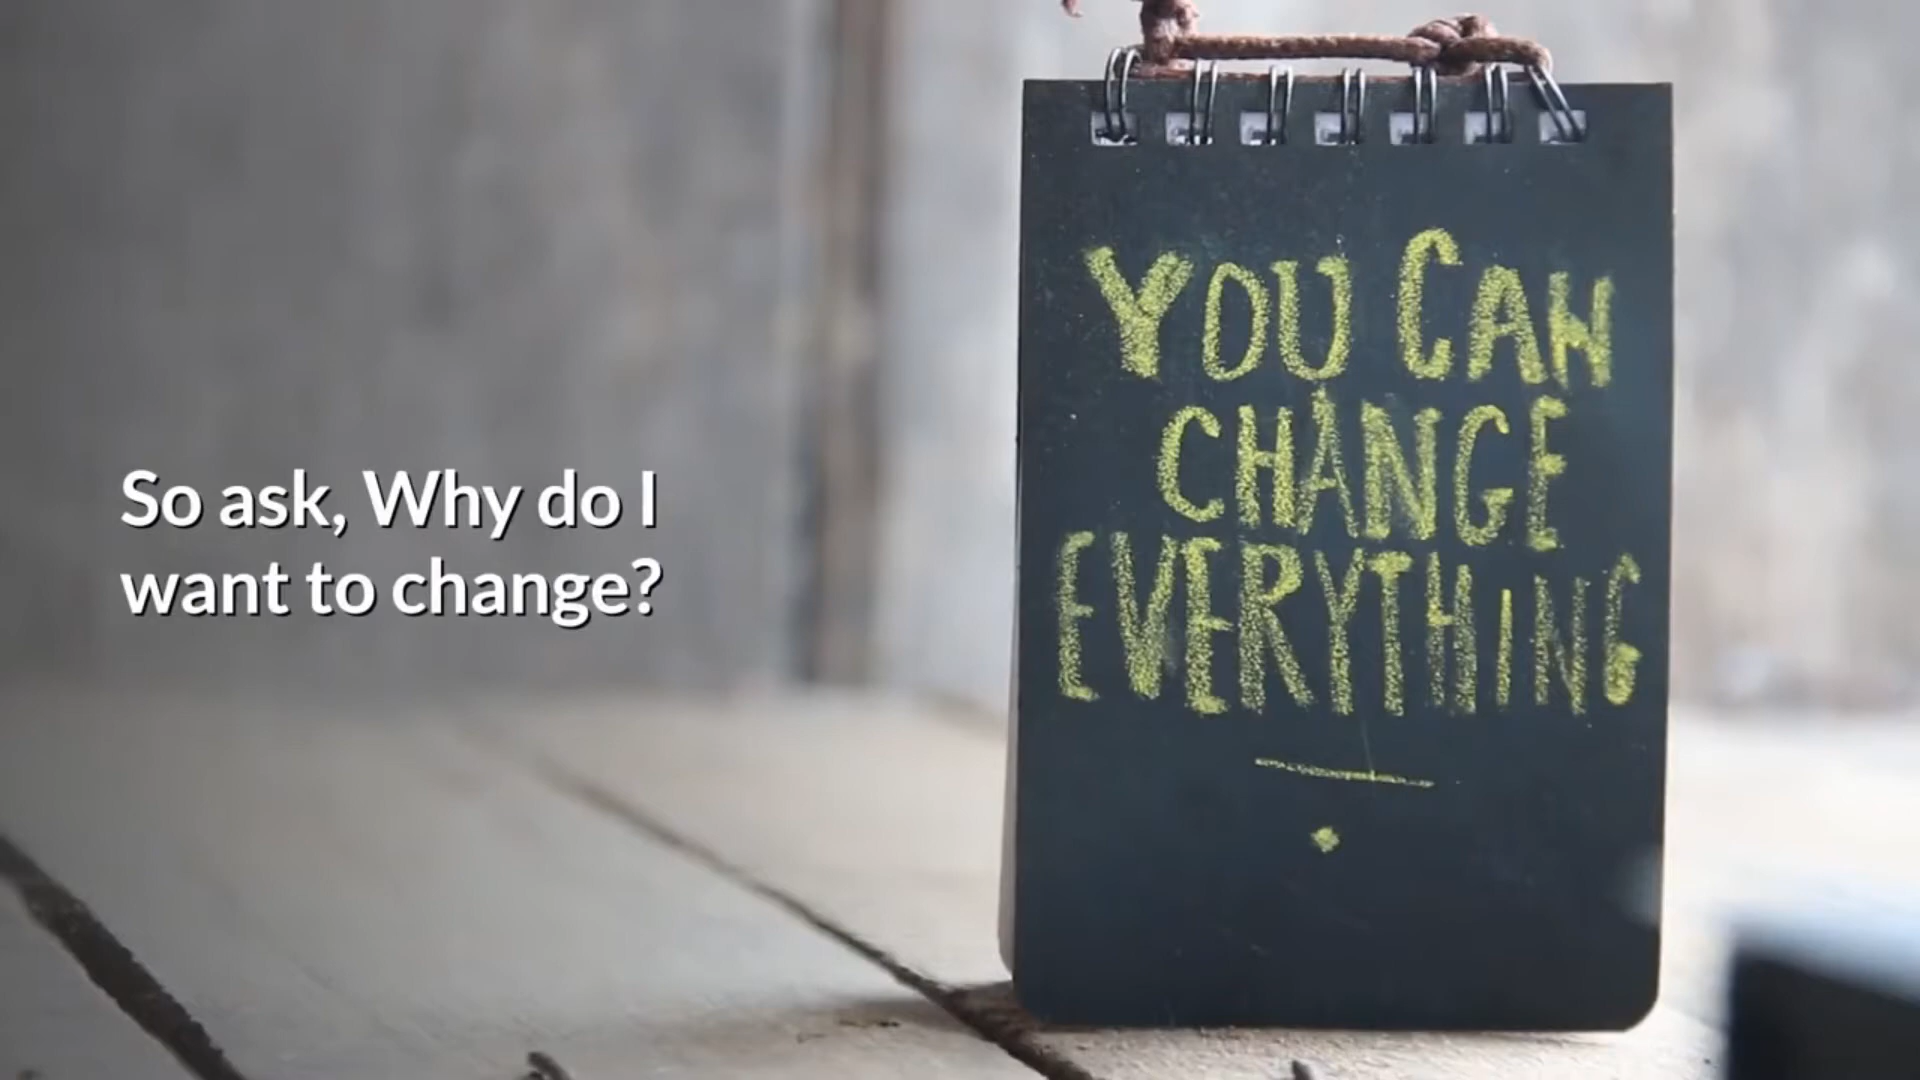 So ask, Why do I
want to change?
YOU CAN
CHANGE
EVERYTHING